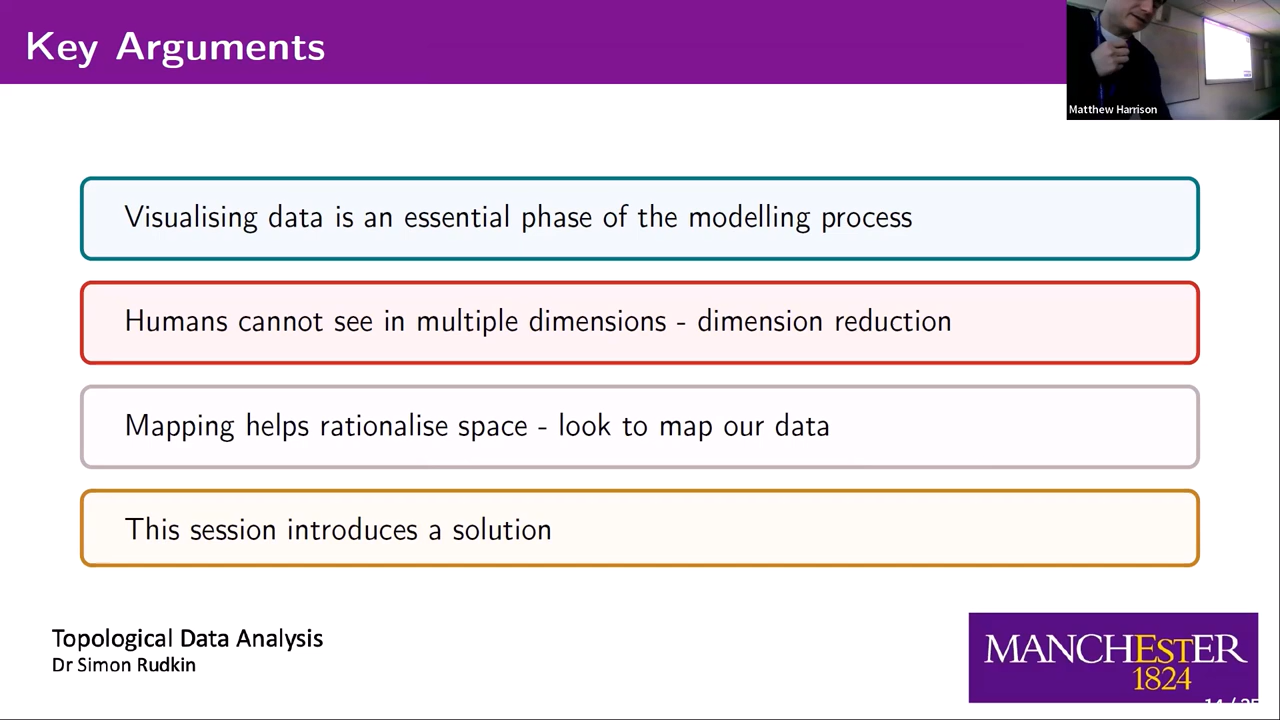 Key Arguments
Matthew Harrison
Visualising data is an essential phase of the modelling process
Humans cannot see in multiple dimensions - dimension reduction
Mapping helps rationalise space - look to map our data
This session introduces a solution
Topological Data Analysis
Dr Simon Rudkin
MANCHEsTER
1824